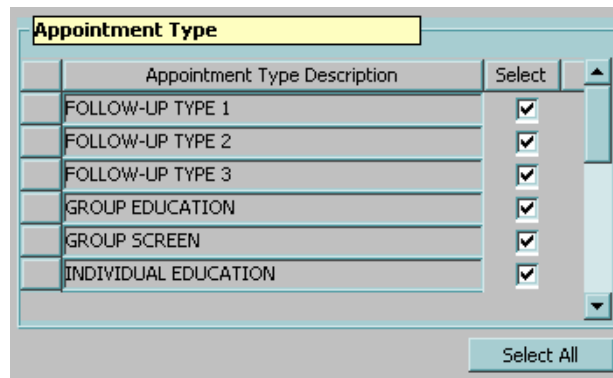 Appointment Type
Appointment Type Description Select
FOLLOW-UP TYPE 1
FOLLOW-UP TYPE 2
FOLLOW-UP TYPE 3
GROUP EDUCATION
GROUP SCREEN
INDIVIDUAL EDUCATION
Select All